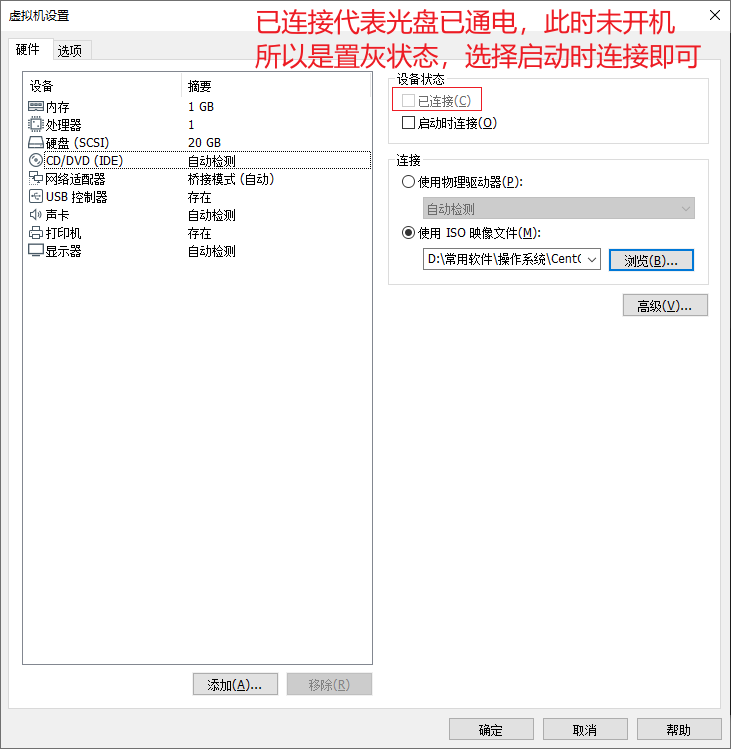 虚拟机设置
已连接代表光盘已通电，此时未开机
所以是置灰状态，选择启动时连接即可
硬件 选项
设备 摘要
内存 1 GB
处理器 1
硬盘 (SCSI) 20 GB
CD/DVD (IDE) 自动检测
网络适配器 桥接模式 (自动)
USB 控制器 存在
声卡 自动检测
打印机 存在
显示器 自动检测
添加(A)... 移除(R)
设备状态
已连接(C)
启动时连接(O)
连接
使用物理驱动器(P):
自动检测
使用 ISO 映像文件(M):
D:\常用软件\操作系统\Cent 浏览(B)...
高级(V)...
确定 取消 帮助